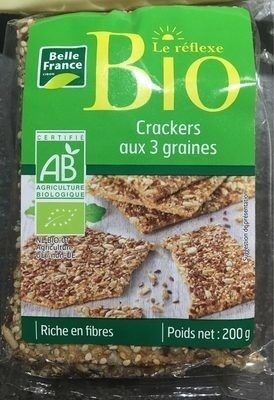 Belle
France
Le réflexe
Bio
Crackers
aux 3 graines
CERTIFIÉ
AB
AGRICULTURE
BIOLOGIQUE
Agriculture
Riche en fibres
Poids net : 200 g